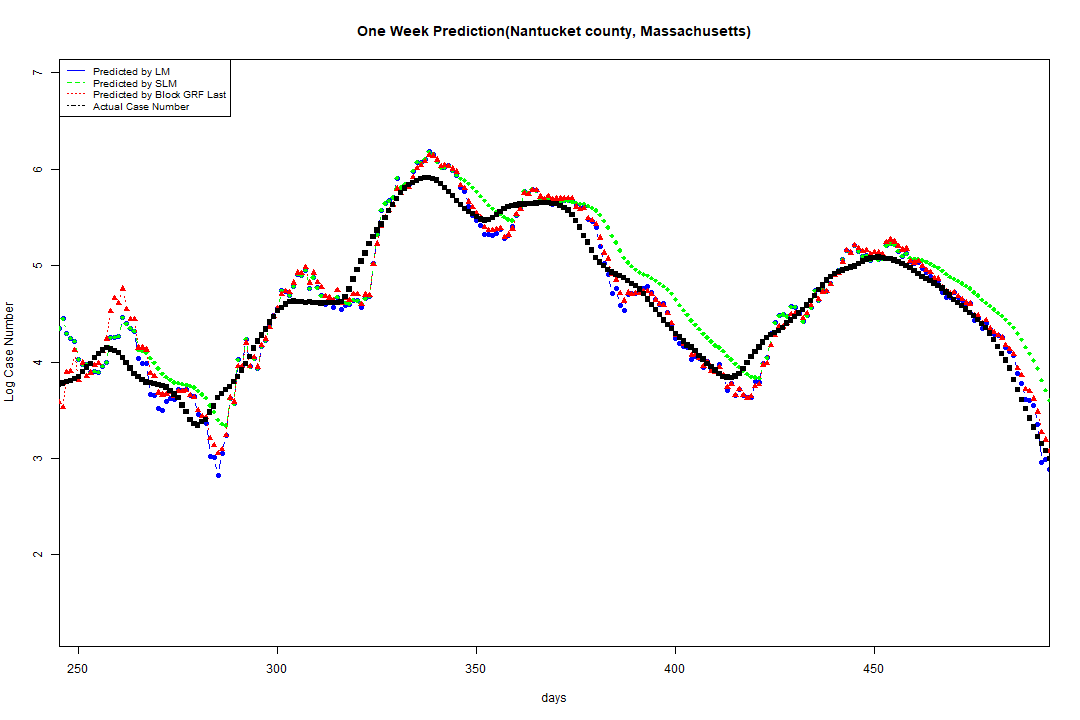 One Week Prediction(Nantucket county, Massachusetts)
Predicted by LM
Predicted by SLM
Predicted by Block GRF Last
Actual Case Number
Log Case Number
7
6
5
4
3
2
250 300 350 400 450
days